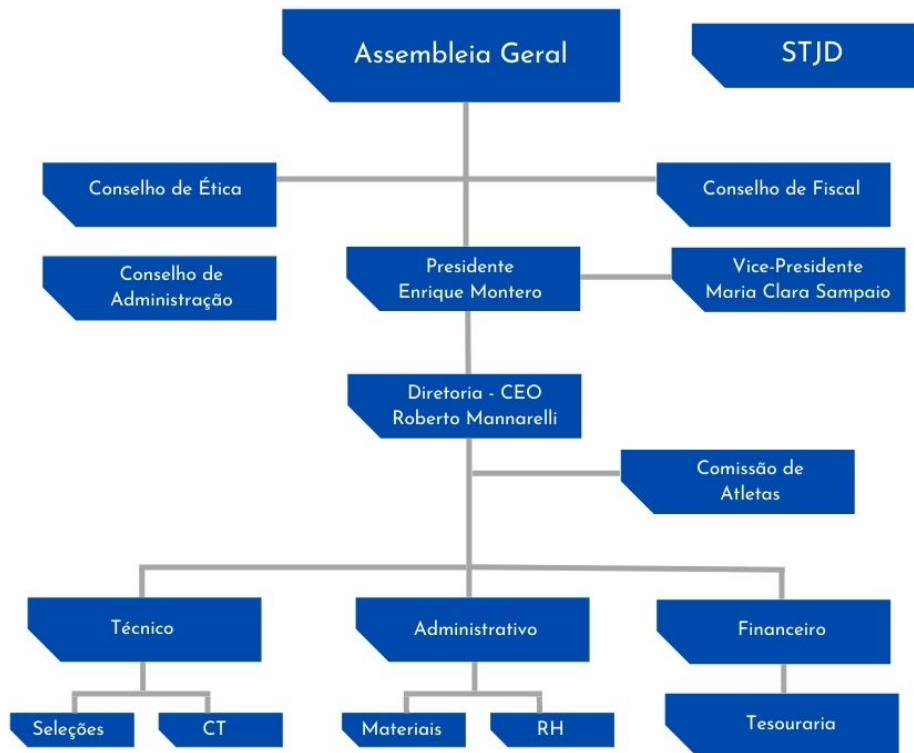 Assembleia Geral
STJD
Conselho de Ética
Conselho de Fiscal
Conselho de
Administração
Presidente
Enrique Montero
Vice-Presidente
Maria Clara Sampaio
Diretoria - CEO
Roberto Mannarelli
Comissão de
Atletas
Técnico
Administrativo
Financeiro
Seleções
CT
Materiais
RH
Tesouraria